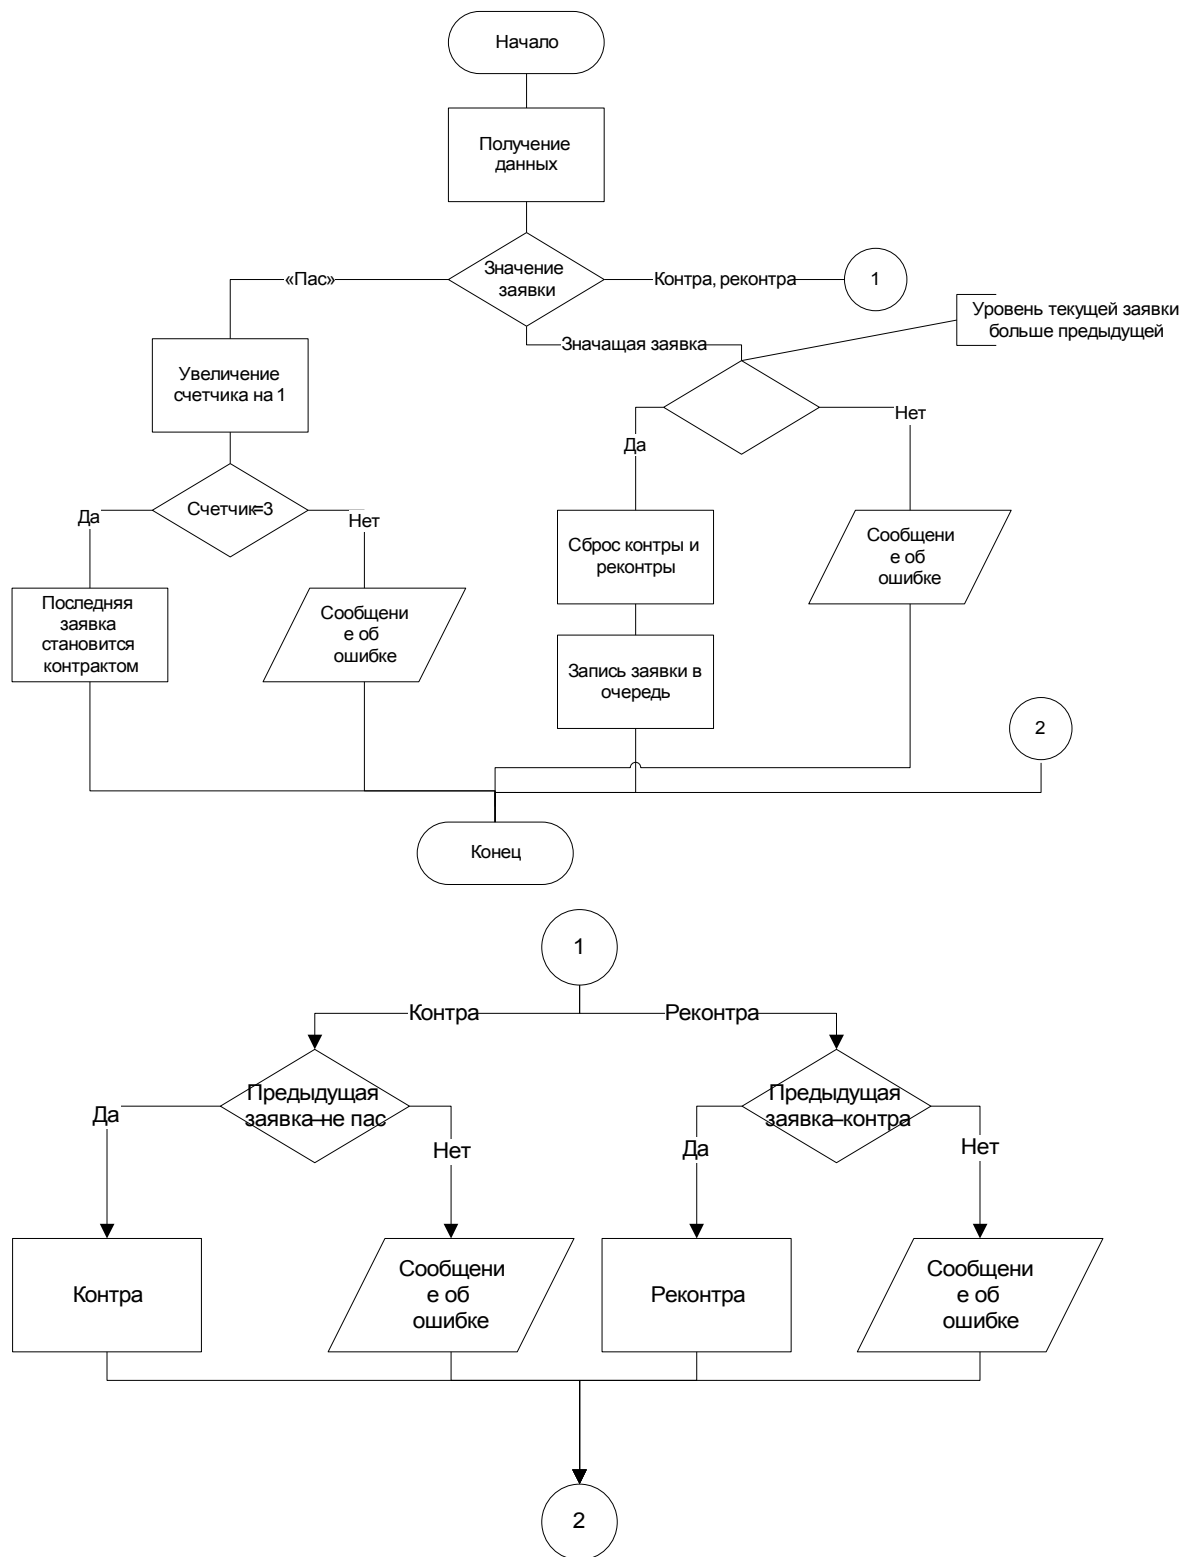 Начало
Получение
данных
Значение
заявки
«Пас»
Контра, реконтра
1
Уровень текущей заявки
больше предыдущей
Значащая заявка
Увеличение
счетчика на 1
Да
Нет
Счетчик=3
Да
Нет
Сброс контры и
реконтры
Сообщени
е об
ошибке
Последняя
заявка
становится
контрактом
Сообщени
е об
ошибке
Запись заявки в
очередь
2
Конец
1
Контра
Реконтра
Предыдущая
заявка–не пас
Предыдущая
заявка–контра
Да
Нет
Да
Нет
Контра
Сообщени
е об
ошибке
Реконтра
Сообщени
е об
ошибке
2